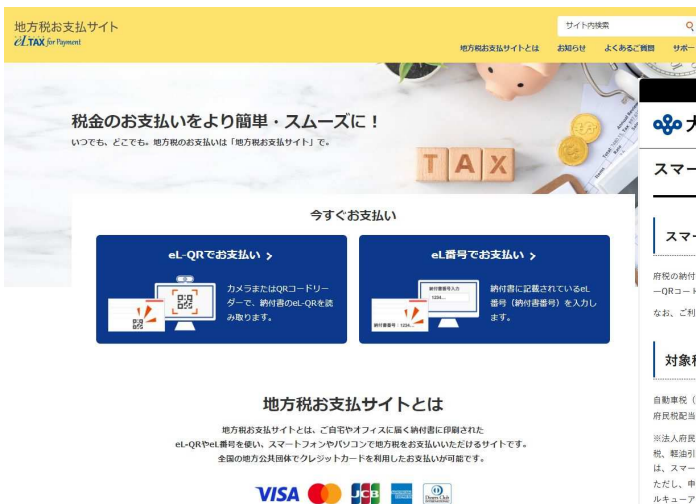 地方税お支払サイト
eLTAX for Payment
サイト内検索
地方税お支払サイトとは お知らせ よくあるご質問 サポー
税金のお支払いをより簡単・スムーズに！
いつでも、どこでも。地方税のお支払いは「地方税お支払サイト」で。
TAX
今すぐお支払い
eL-QRでお支払い
カメラまたはQRコードリー
ダーで、納付書のeL-QRを読
み取ります。
eL番号でお支払い
納付書番号入力
1234...
納付書番号：1234...
納付書に記載されているeL
番号（納付書番号）を入力し
ます。
地方税お支払サイトとは
地方税お支払サイトとは、ご自宅やオフィスに届く納付書に印刷された
eL-QRやeL番号を使い、スマートフォンやパソコンで地方税をお支払いいただけるサイトです。
全国の地方公共団体でクレジットカードを利用したお支払いが可能です。
VISA JCB Diners Club
スマー
スマー
府税の納付
ーQRコード
なお、ご利
対象税
自動車税（
府民税配当
※法人府民
税、軽油引
は、スマー
ただし、申
ルキューア